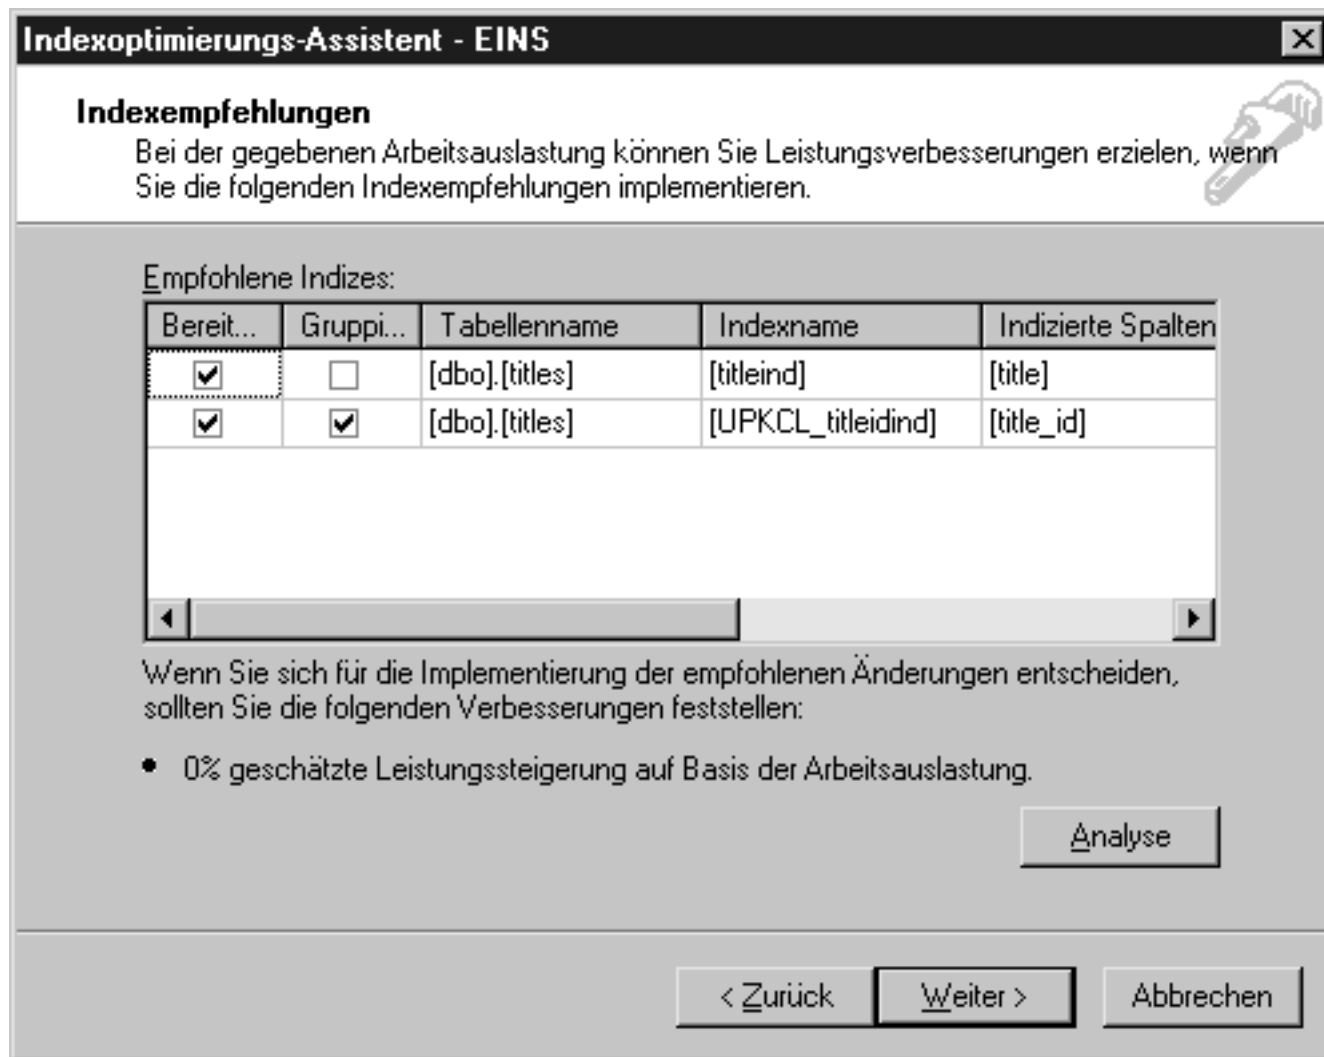 Indexoptimierungs-Assistent - EINS
Indexempfehlungen
Bei der gegebenen Arbeitsauslastung können Sie Leistungsverbesserungen erzielen, wenn
Sie die folgenden Indexempfehlungen implementieren.
Empfohlene Indizes:
Bereit... Gruppi... Tabellenname Indexname Indizierte Spalten
[dbo].[titles] [titleind] [title]
[dbo].[titles] [UPKCL_titleidind] [title_id]
Wenn Sie sich für die Implementierung der empfohlenen Änderungen entscheiden,
sollten Sie die folgenden Verbesserungen feststellen:
• 0% geschätzte Leistungssteigerung auf Basis der Arbeitsauslastung.
Analyse
< Zurück Weiter > Abbrechen